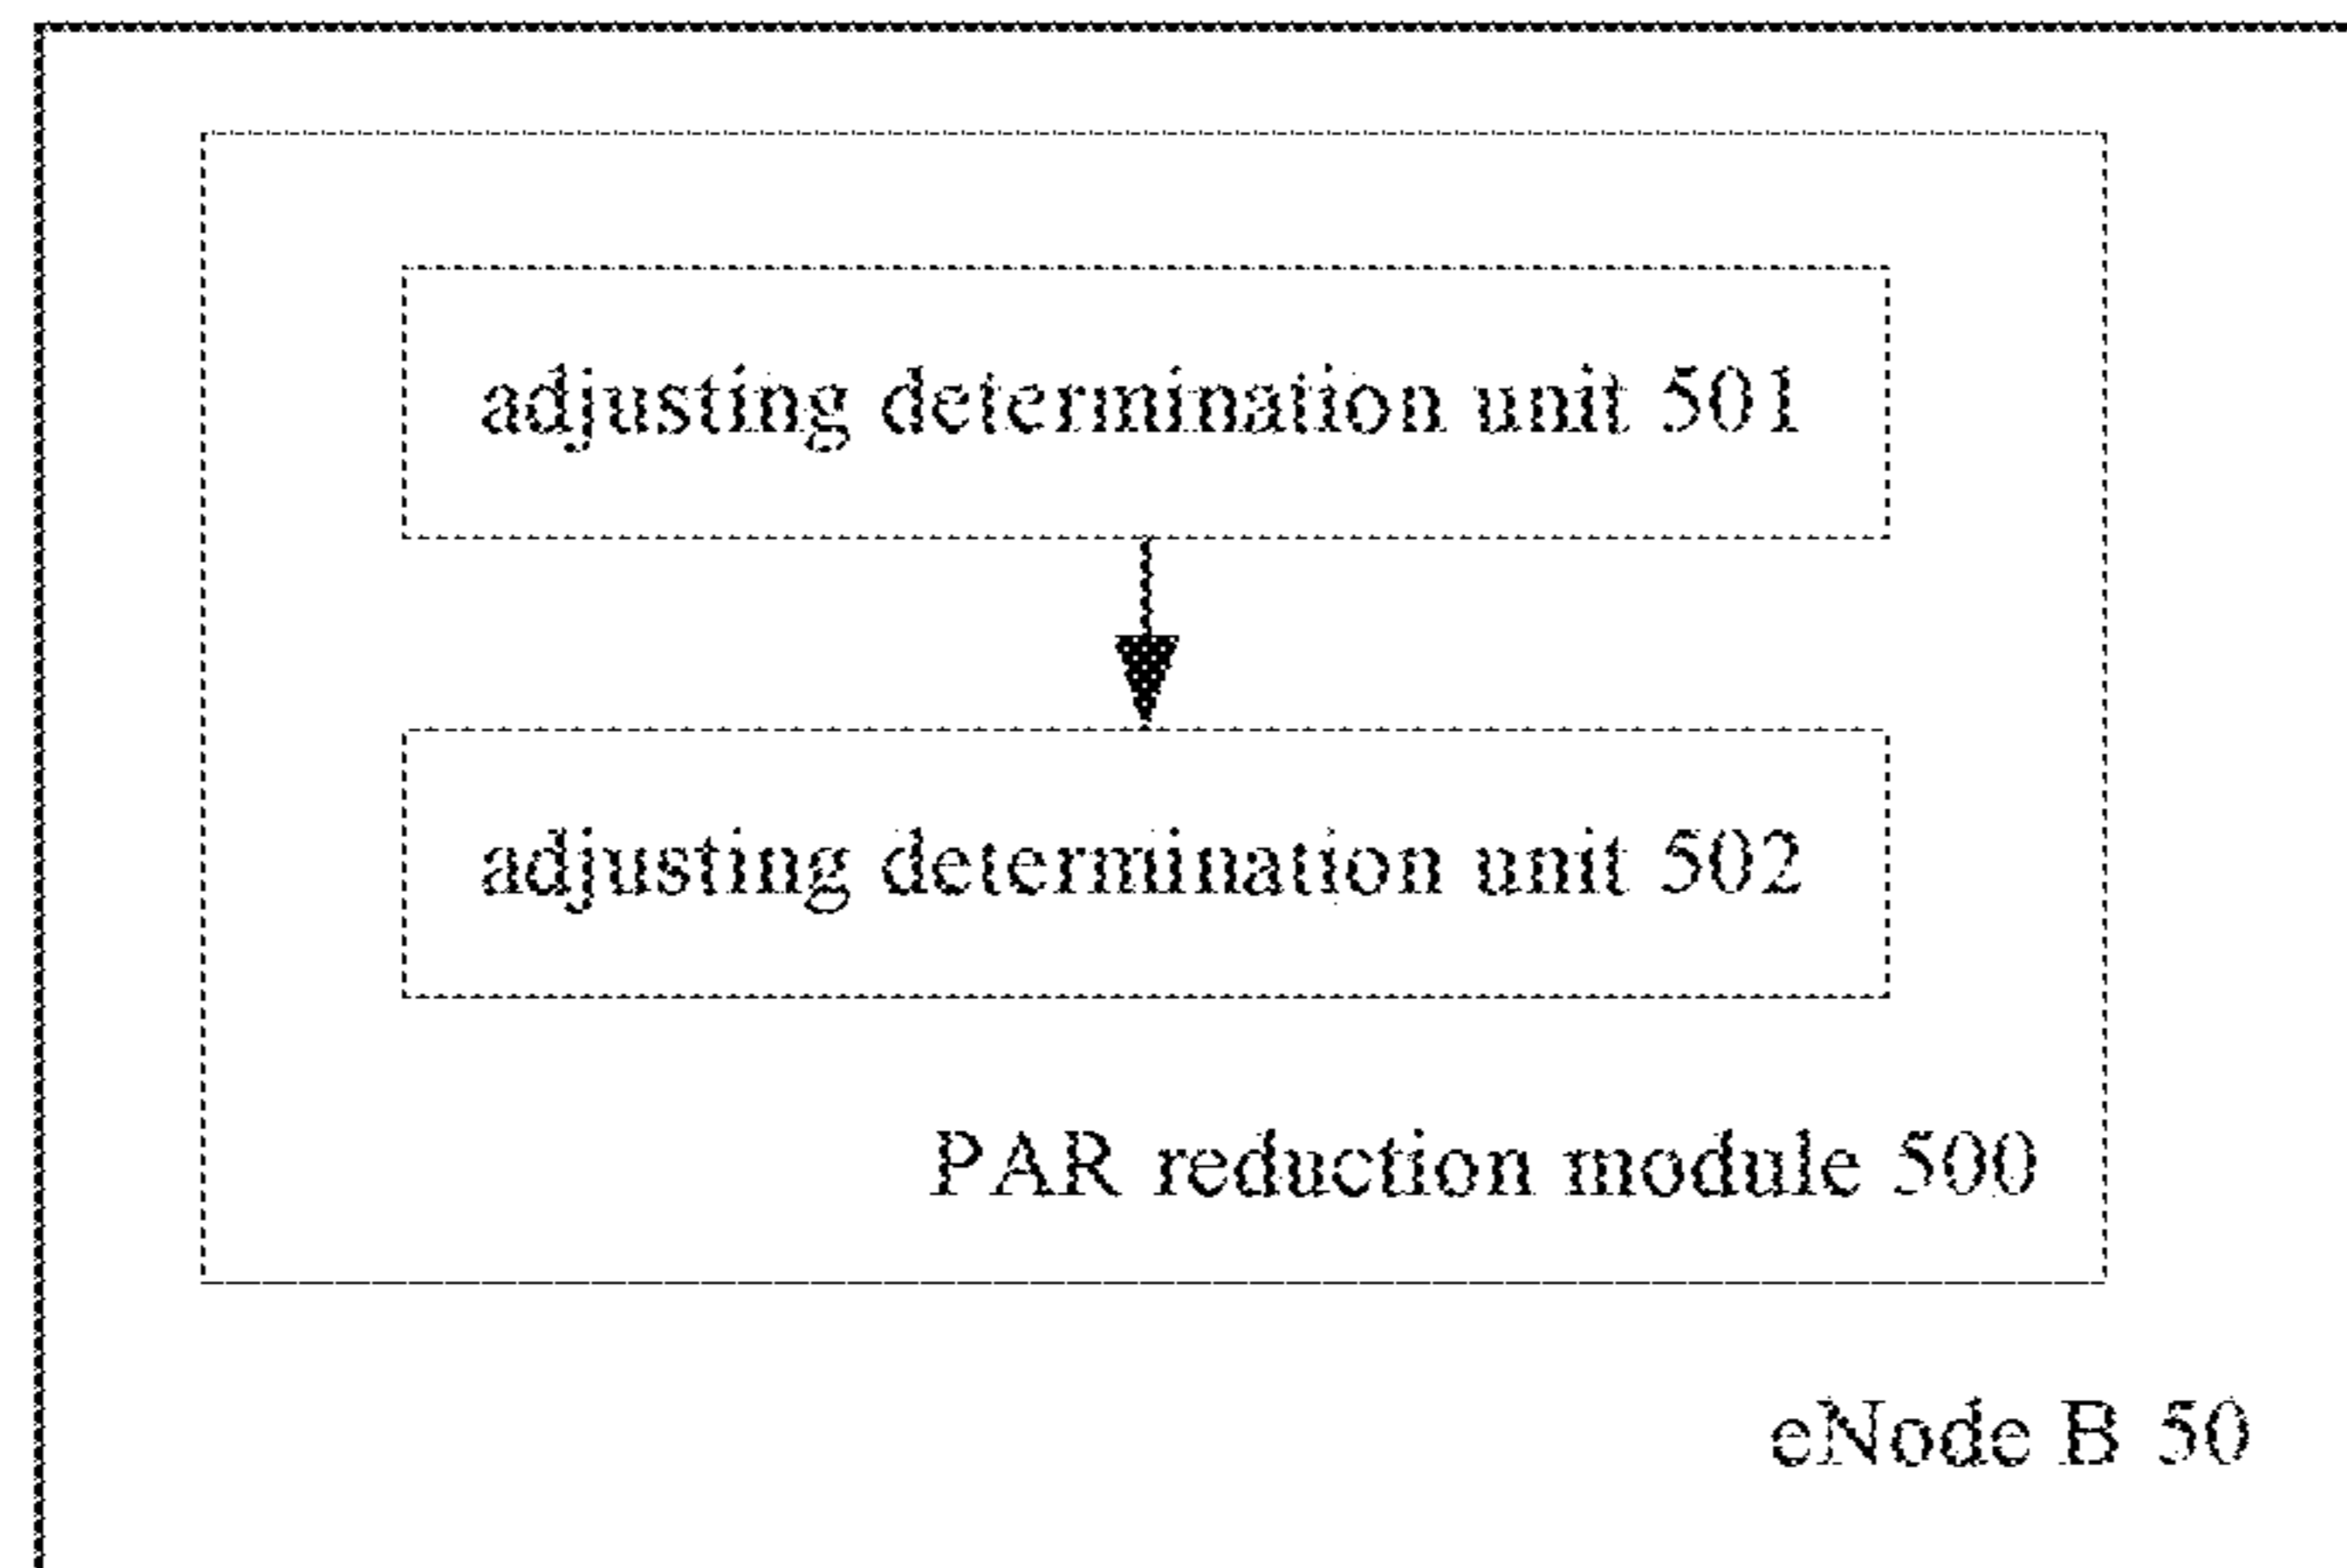 adjusting determination unit 501
adjusting determination unit 502
PAR reduction module 500
eNode B 50